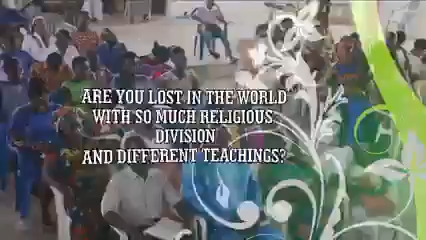 ARE YOU LOST IN THE WORLD
WITH SO MUCH RELIGIOUS
DIVISION
AND DIFFERENT TEACHINGS?